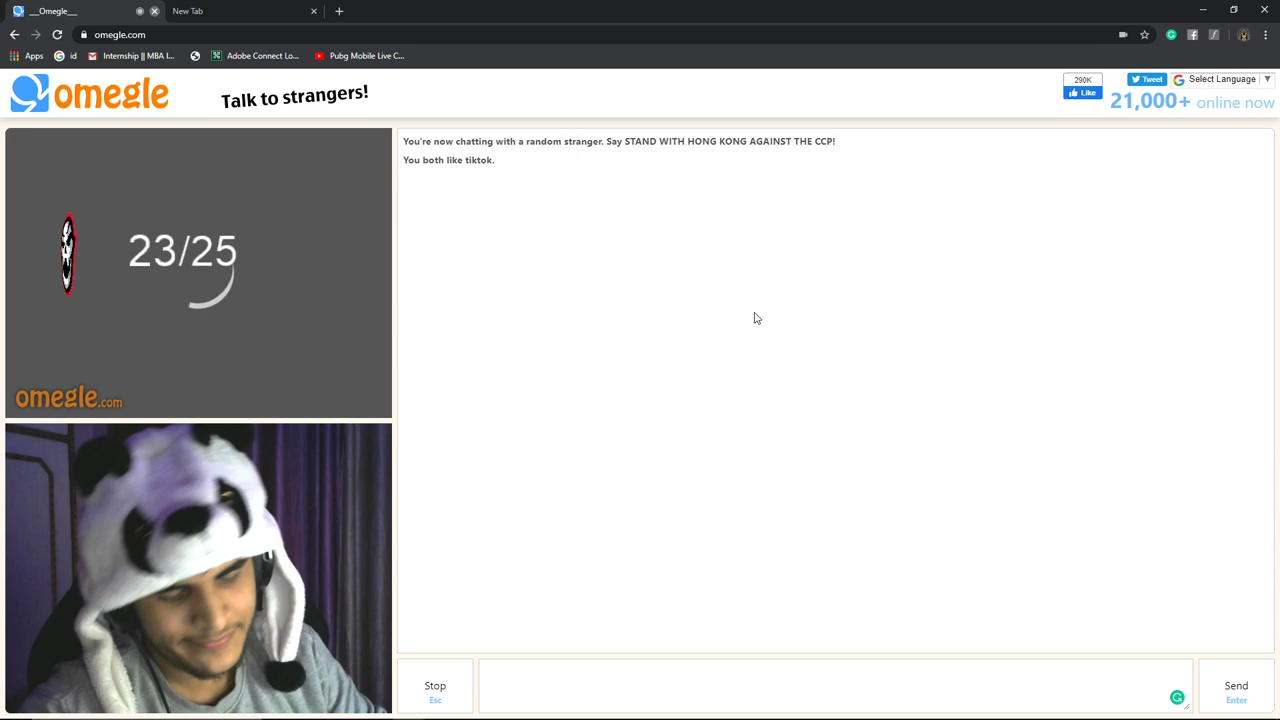 __Omegle__
New Tab
omegle.com
Apps
id
Internship || MBA I...
Adobe Connect Lo...
Pubg Mobile Live C...
omegle
Talk to strangers!
290K
Like
Tweet
Select Language
21,000+ online now
You're now chatting with a random stranger. Say STAND WITH HONG KONG AGAINST THE CCP!
You both like tiktok.
23/25
omegle.com
Stop
Esc
Send
Enter